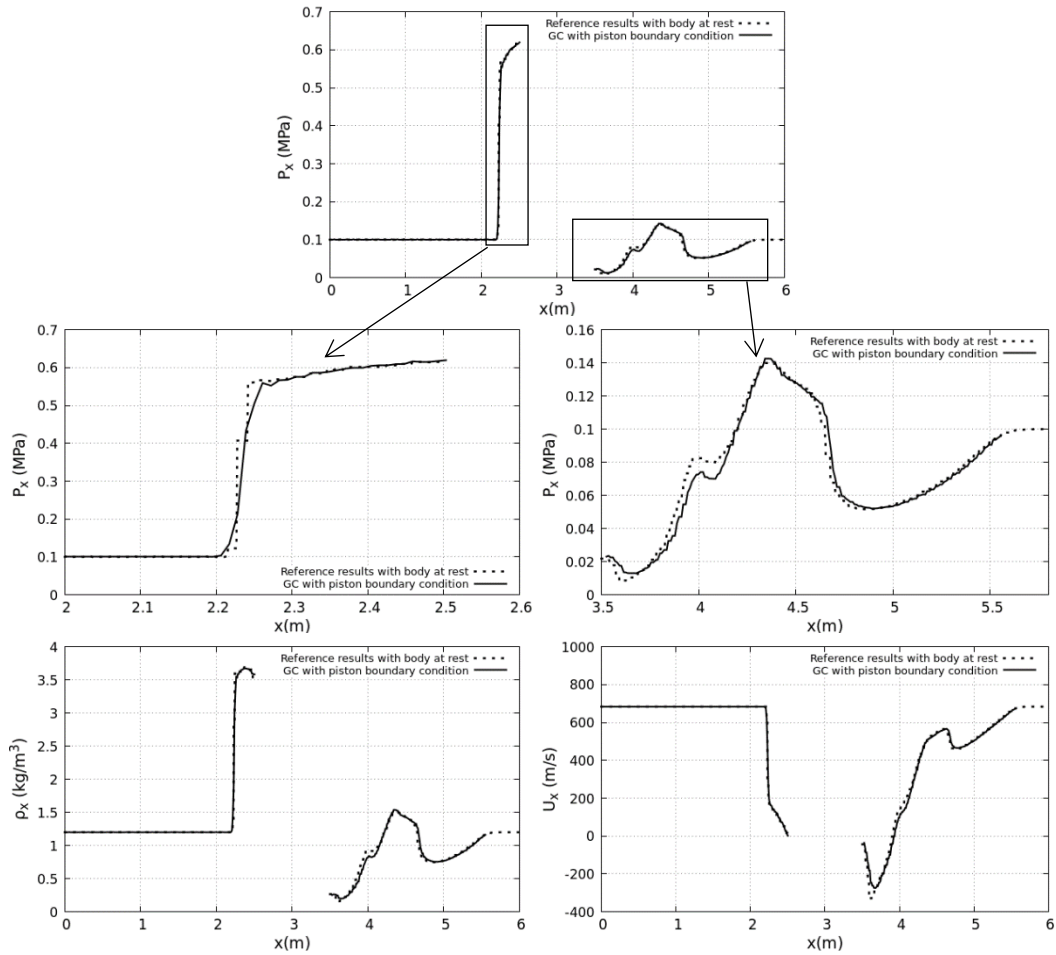 Reference results with body at rest
GC with piston boundary condition
0.7
0.6
0.5
0.4
0.3
0.2
0.1
0
P_X (MPa)
0 1 2 3 4 5 6
x(m)
0.7
0.6
0.5
0.4
0.3
0.2
0.1
0
P_X (MPa)
Reference results with body at rest
GC with piston boundary condition
2 2.1 2.2 2.3 2.4 2.5 2.6
x(m)
0.16
0.14
0.12
0.1
0.08
0.06
0.04
0.02
0
P_X (MPa)
Reference results with body at rest
GC with piston boundary condition
3.5 4 4.5 5 5.5
x(m)
4
3.5
3
2.5
2
1.5
1
0.5
0
ρ_X (kg/m³)
Reference results with body at rest
GC with piston boundary condition
0 1 2 3 4 5 6
x(m)
1000
800
600
400
200
0
-200
-400
U_X (m/s)
Reference results with body at rest
GC with piston boundary condition
0 1 2 3 4 5 6
x(m)